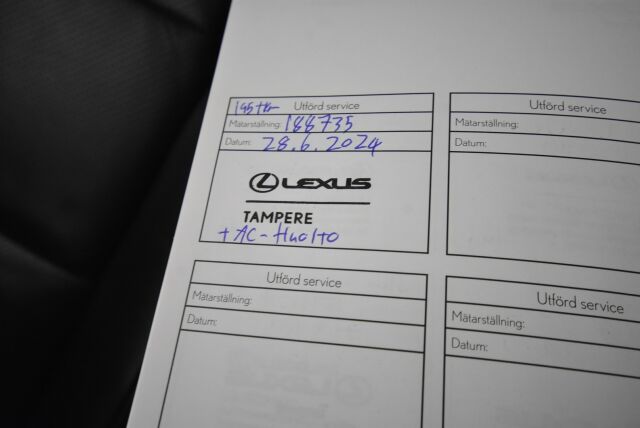 195tkm Utförd service
Mätarställning: 188735
Datum: 28.6.2024
LEXUS
TAMPERE
+ AC-Huolto
Utförd service
Mätarställning:
Datum:
Utförd service
Mätarställning:
Datum:
Utförd service
Mätarställning:
Datum: